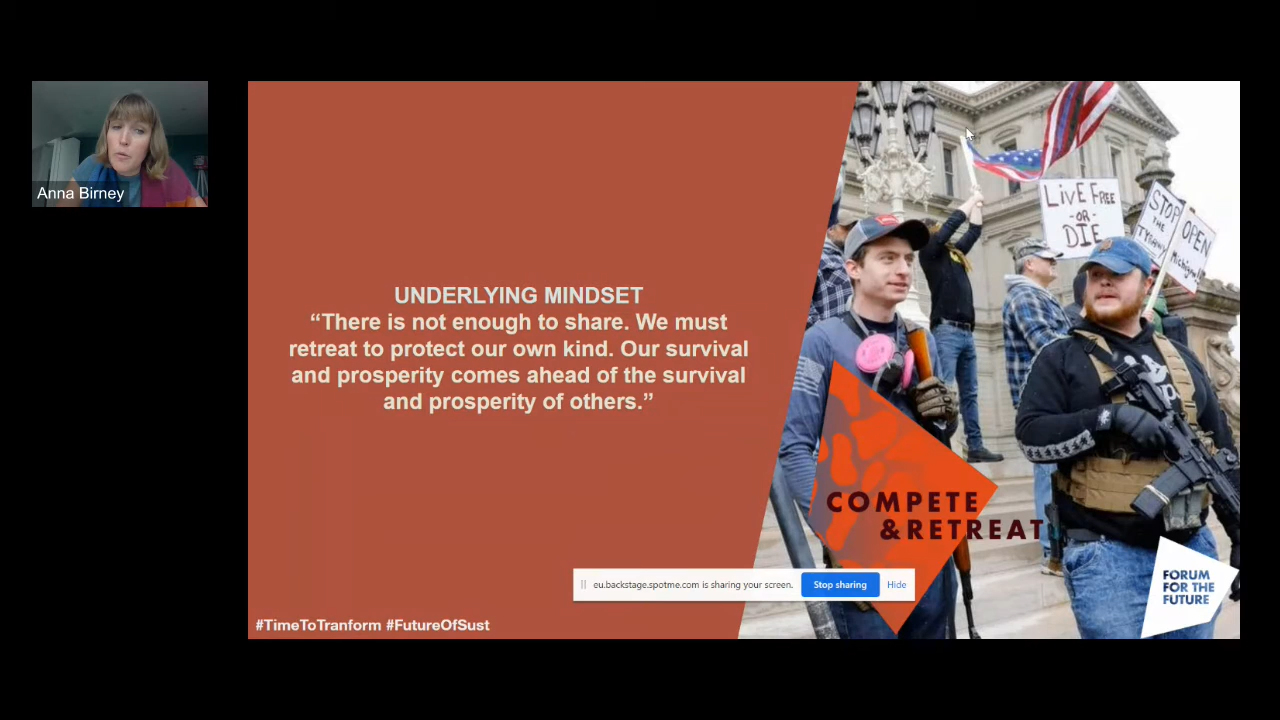 Anna Birney
UNDERLYING MINDSET
“There is not enough to share. We must
retreat to protect our own kind. Our survival
and prosperity comes ahead of the survival
and prosperity of others.”
LIVE FREE
-OR-
DIE
STOP
THE
TYRANNY
OPEN
Michigan!
COMPETE
&RETREAT
eu.backstage.spotme.com is sharing your screen.
Stop sharing
Hide
FORUM
FOR THE
FUTURE
#TimeToTranform #FutureOfSust